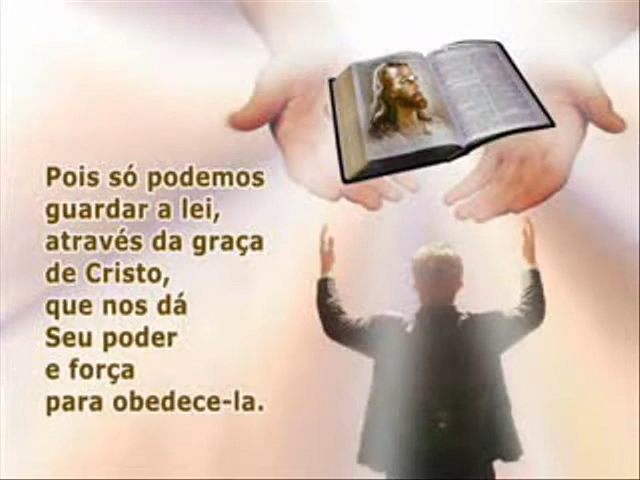 Pois só podemos
guardar a lei,
através da graça
de Cristo,
que nos dá
Seu poder
e força
para obedece-la.